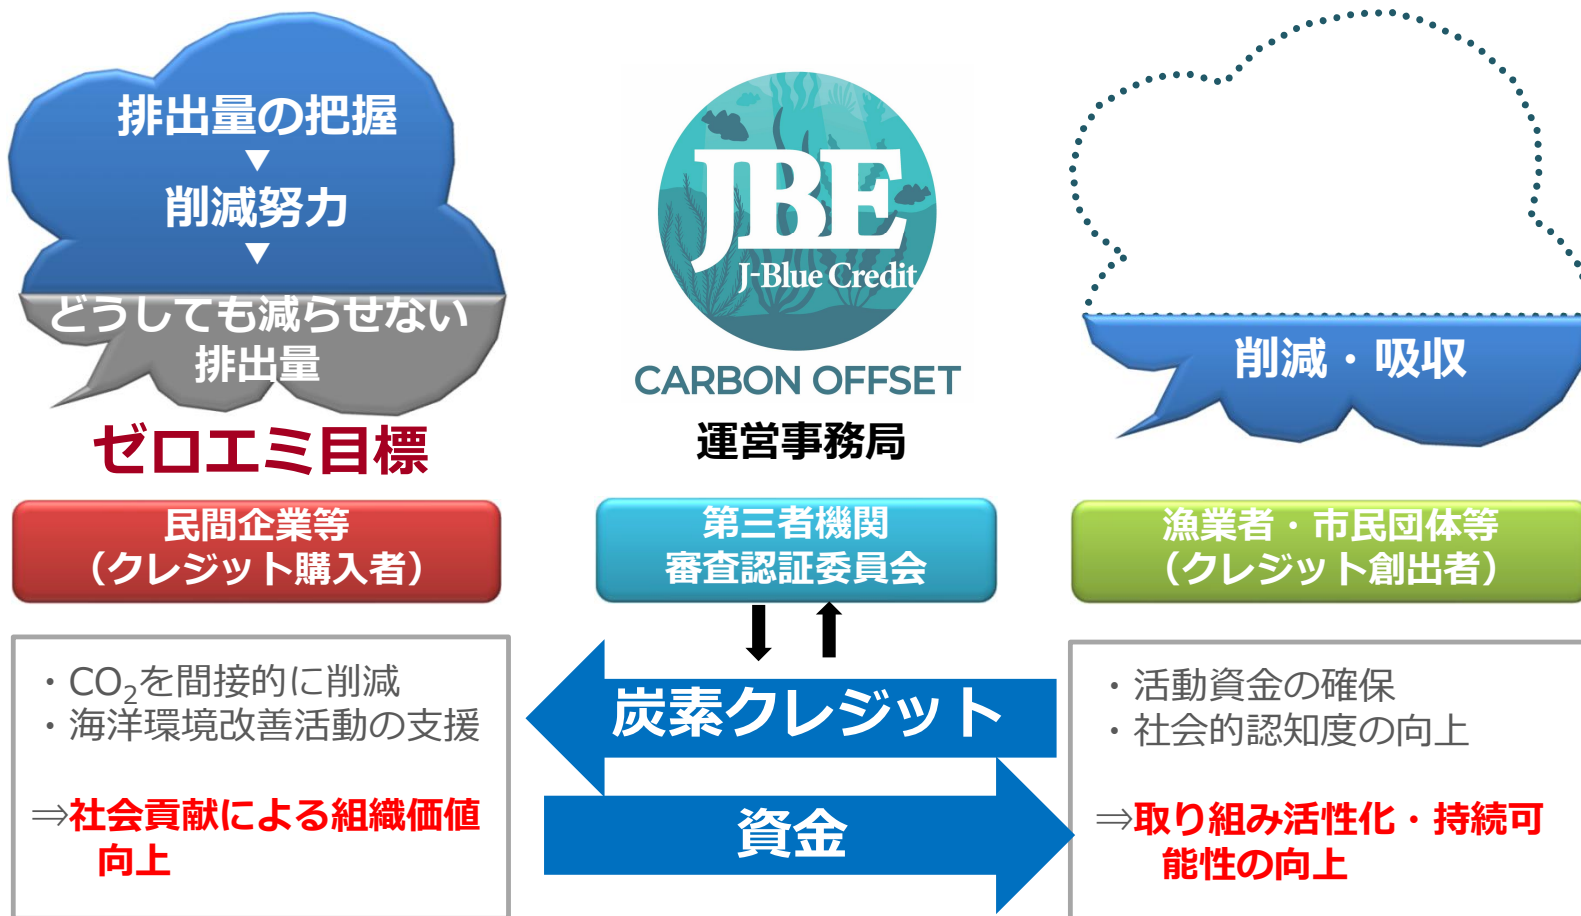 排出量の把握
▼
削減努力
▼
どうしても減らせない
排出量
ゼロエミ目標
民間企業等
（クレジット購入者）
・CO₂を間接的に削減
・海洋環境改善活動の支援
⇒社会貢献による組織価値
向上
JBE
J-Blue Credit
CARBON OFFSET
運営事務局
第三者機関
審査認証委員会
炭素クレジット
資金
削減・吸収
漁業者・市民団体等
（クレジット創出者）
・活動資金の確保
・社会的認知度の向上
⇒取り組み活性化・持続可
能性の向上